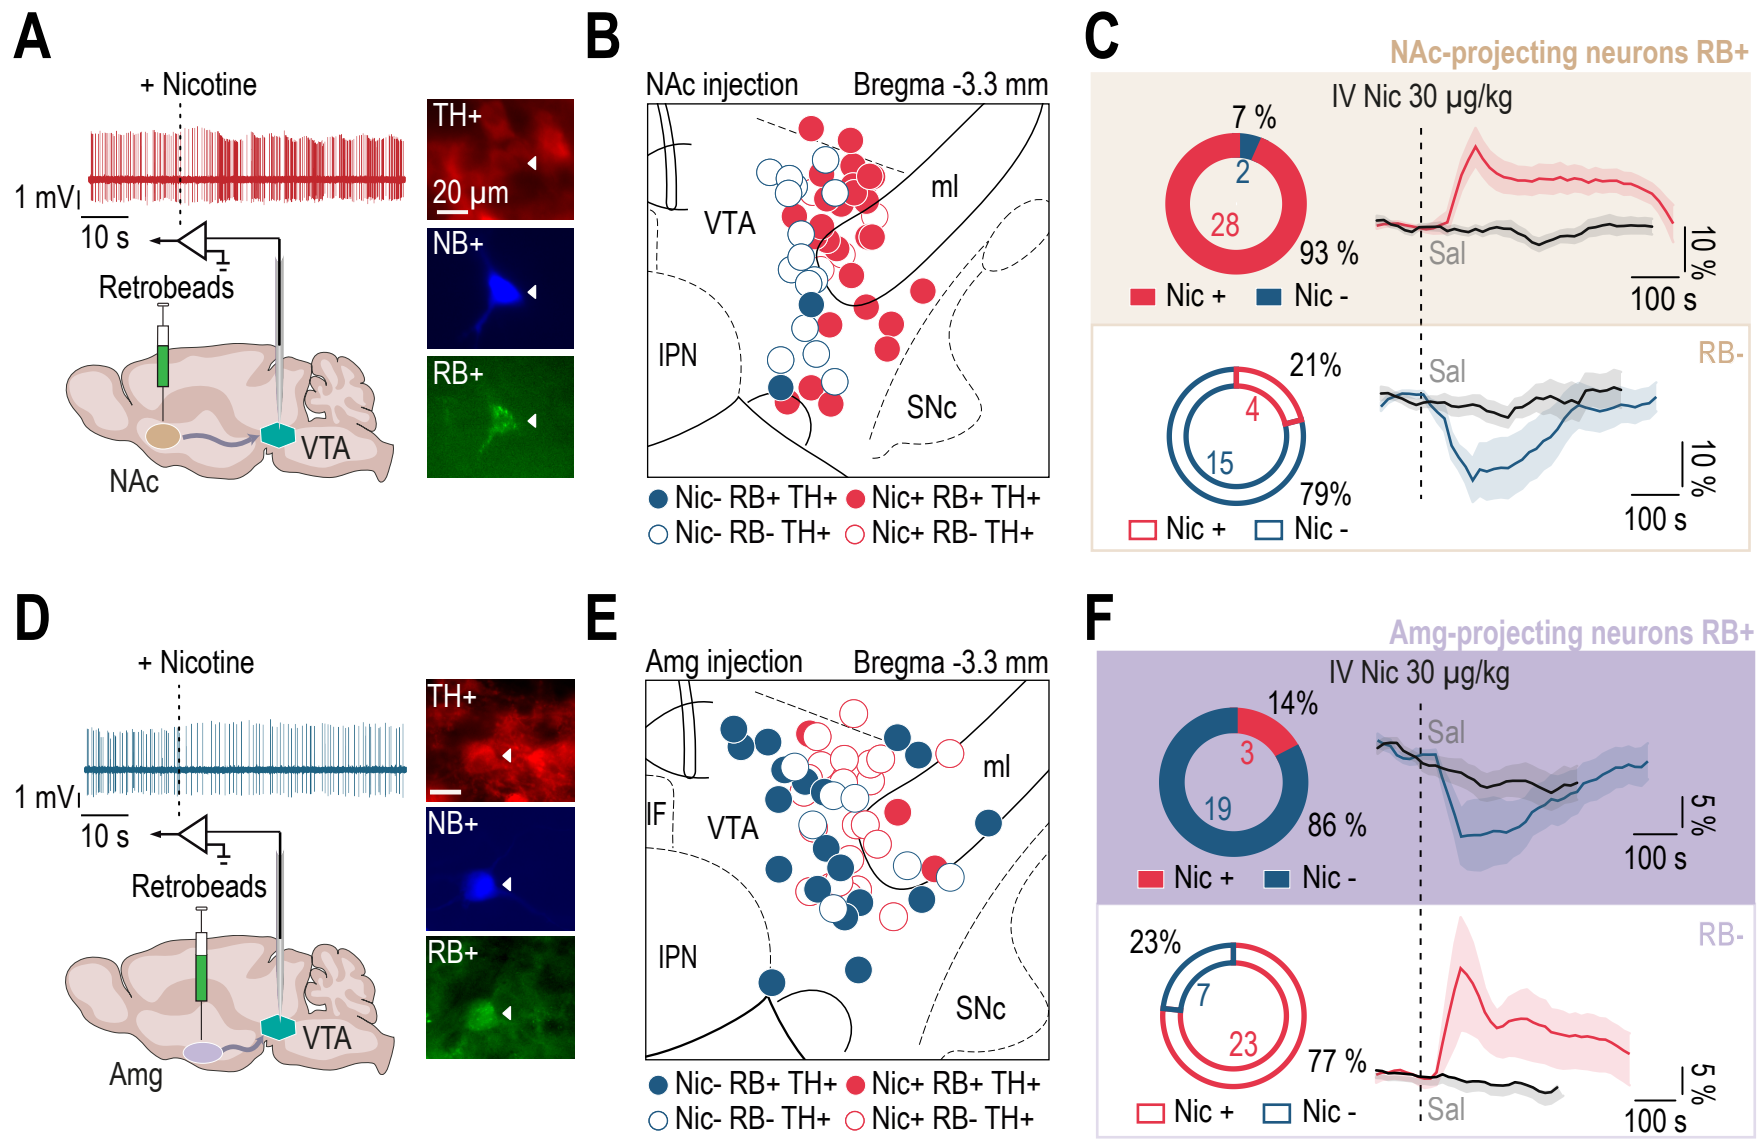 A
+ Nicotine
1 mV
10 s
Retrobeads
NAc
VTA
TH+
20 µm
NB+
RB+
B
NAc injection
Bregma -3.3 mm
VTA
ml
IPN
SNc
Nic- RB+ TH+
Nic+ RB+ TH+
Nic- RB- TH+
Nic+ RB- TH+
C
NAc-projecting neurons RB+
IV Nic 30 µg/kg
7 %
2
28
93 %
Nic +
Nic -
Sal
10 %
100 s
RB-
21%
4
15
79%
Nic +
Nic -
Sal
10 %
100 s
D
+ Nicotine
1 mV
10 s
Retrobeads
Amg
VTA
TH+
NB+
RB+
E
Amg injection
Bregma -3.3 mm
ml
IF
VTA
IPN
SNc
Nic- RB+ TH+
Nic+ RB+ TH+
Nic- RB- TH+
Nic+ RB- TH+
F
Amg-projecting neurons RB+
IV Nic 30 µg/kg
14%
3
19
86 %
Nic +
Nic -
Sal
5 %
100 s
RB-
23%
7
23
77 %
Nic +
Nic -
Sal
5 %
100 s